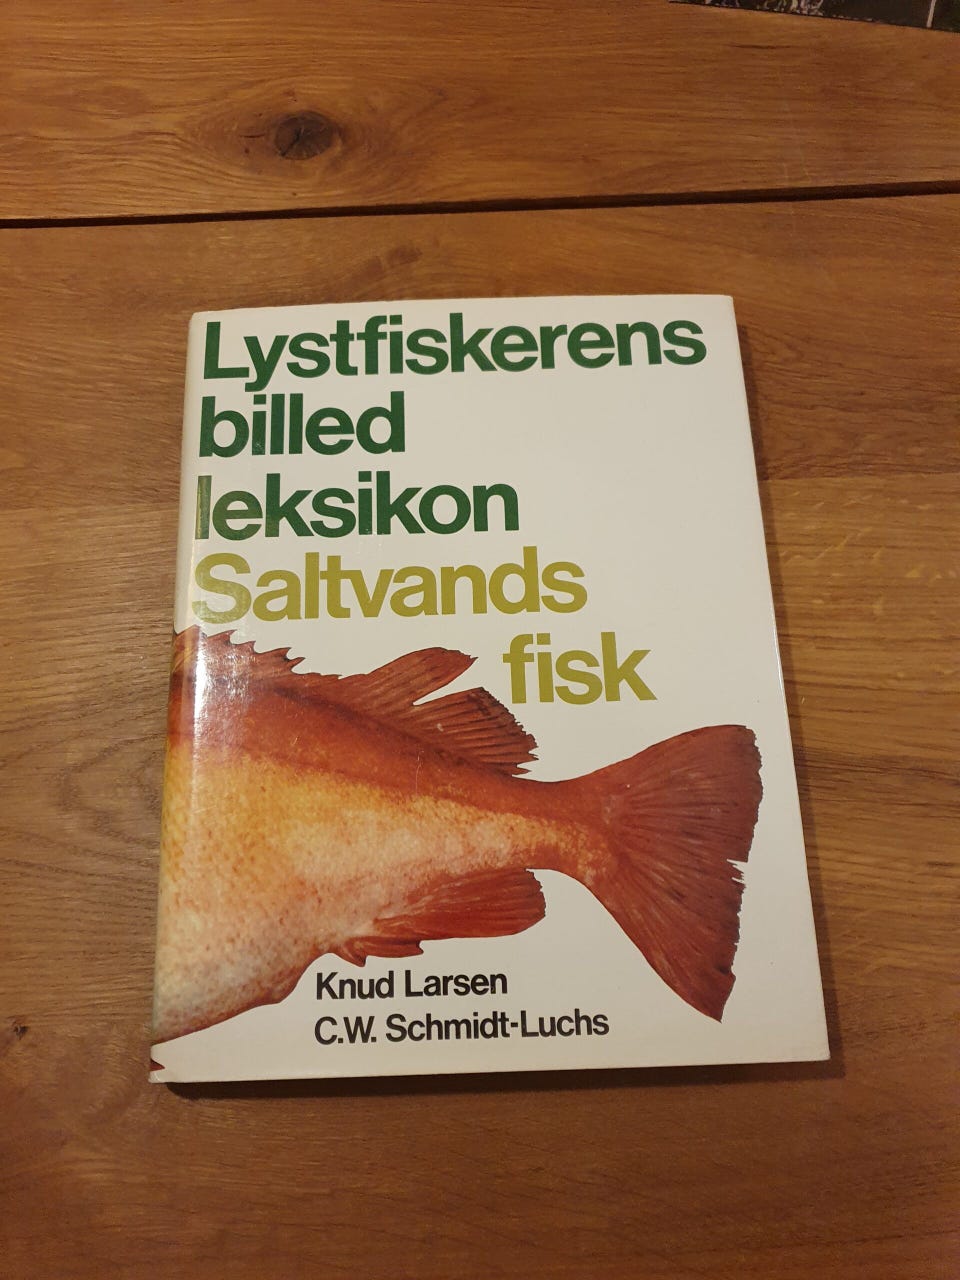 Lystfiskerens
billed
leksikon
Saltvands
fisk
Knud Larsen
C.W. Schmidt-Luchs